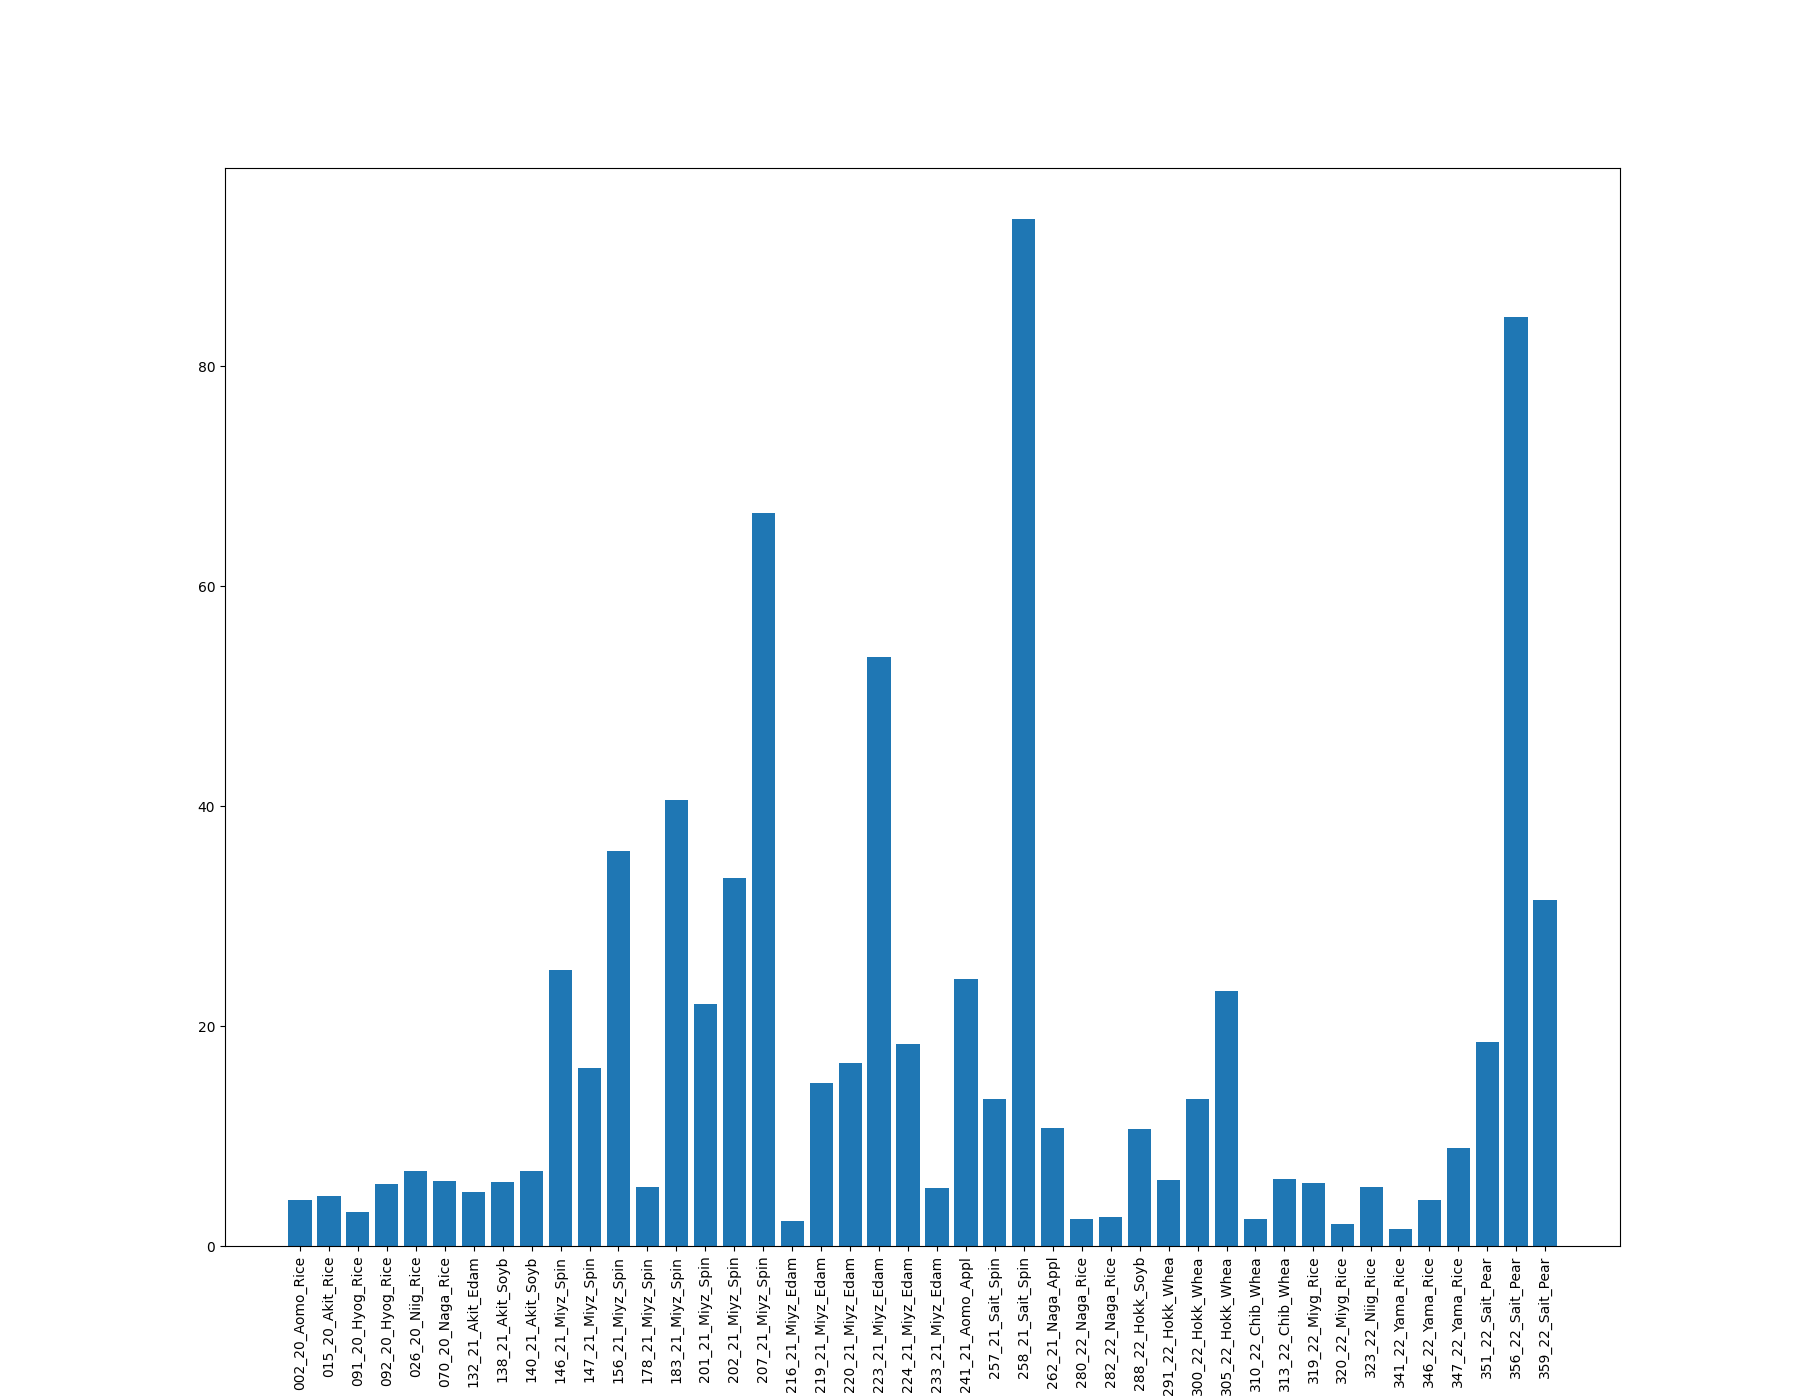 80
60
40
20
0
002_20_Aomo_Rice
015_20_Akit_Rice
091_20_Hyog_Rice
092_20_Hyog_Rice
026_20_Niig_Rice
070_20_Naga_Rice
132_21_Akit_Edam
138_21_Akit_Soyb
140_21_Akit_Soyb
146_21_Miyz_Spin
147_21_Miyz_Spin
156_21_Miyz_Spin
178_21_Miyz_Spin
183_21_Miyz_Spin
201_21_Miyz_Spin
202_21_Miyz_Spin
207_21_Miyz_Spin
216_21_Miyz_Edam
219_21_Miyz_Edam
220_21_Miyz_Edam
223_21_Miyz_Edam
224_21_Miyz_Edam
233_21_Miyz_Edam
241_21_Aomo_Appl
257_21_Sait_Spin
258_21_Sait_Spin
262_21_Naga_Appl
280_22_Naga_Rice
282_22_Naga_Rice
288_22_Hokk_Soyb
291_22_Hokk_Whea
300_22_Hokk_Whea
305_22_Hokk_Whea
310_22_Chib_Whea
313_22_Chib_Whea
319_22_Miyg_Rice
320_22_Miyg_Rice
323_22_Niig_Rice
341_22_Yama_Rice
346_22_Yama_Rice
347_22_Yama_Rice
351_22_Sait_Pear
356_22_Sait_Pear
359_22_Sait_Pear